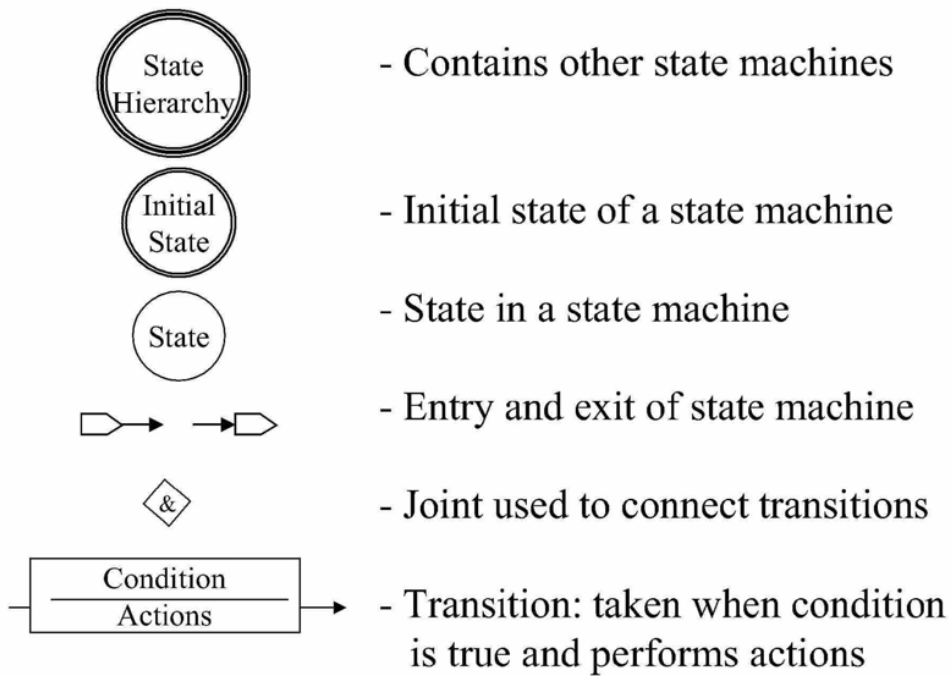 State
Hierarchy
- Contains other state machines
Initial
State
- Initial state of a state machine
State
- State in a state machine
- Entry and exit of state machine
&
- Joint used to connect transitions
Condition
Actions
- Transition: taken when condition
is true and performs actions